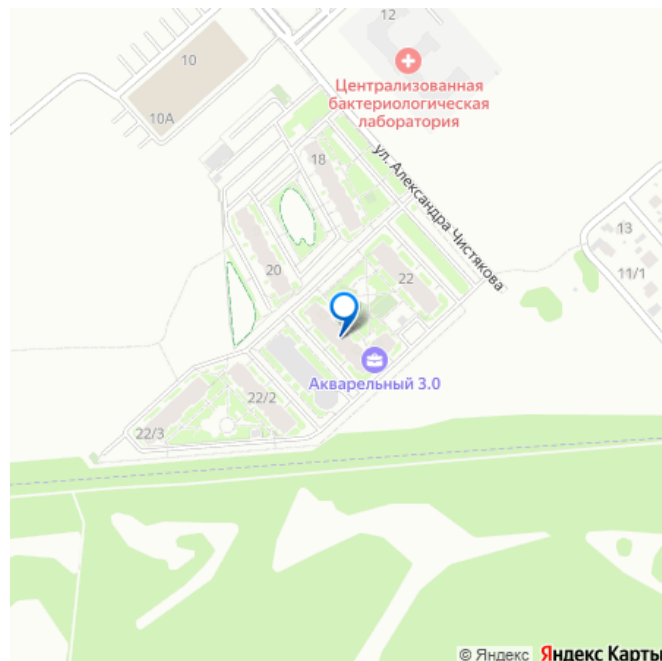 12
10
Централизованная
бактериологическая
лаборатория
10А
18
ул. Александра Чистякова
13
11/1
20
22
Акварельный 3.0
22/2
22/3
© Яндекс Яндекс Карты